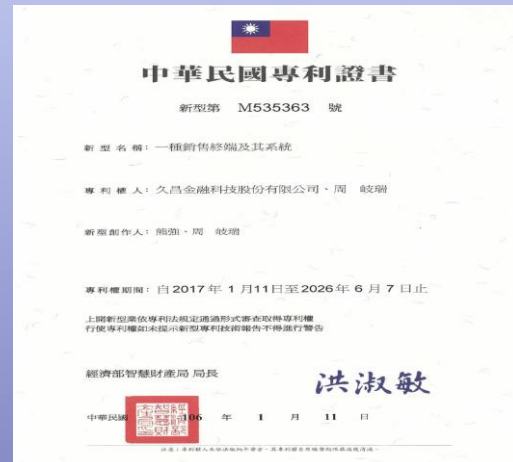 中華民國專利證書
新型第 M535363 號
新型名稱：一種銷售終端及其系統
專利權人：久昌金融科技股份有限公司、周 岐瑞
新型創作人：熊強、周 岐瑞
專利權期間：自2017年 1 月11日至2026年 6 月 7 日止
上開新型業依專利法規定通過形式審查取得專利權
行使專利權如未提示新型專利技術報告不得進行警告
經濟部智慧財產局 局長
洪淑敏
中華民國 106 年 1 月 11 日